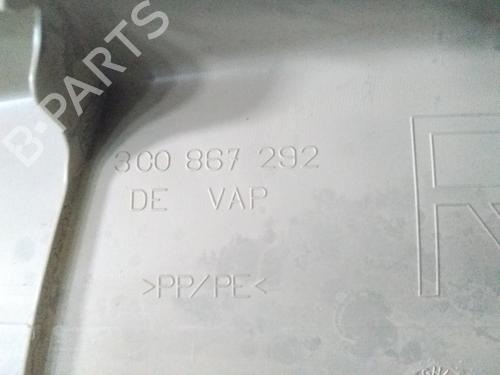 B-PARTS
3C0 867 292
DE VAP
>PP/PE<
R